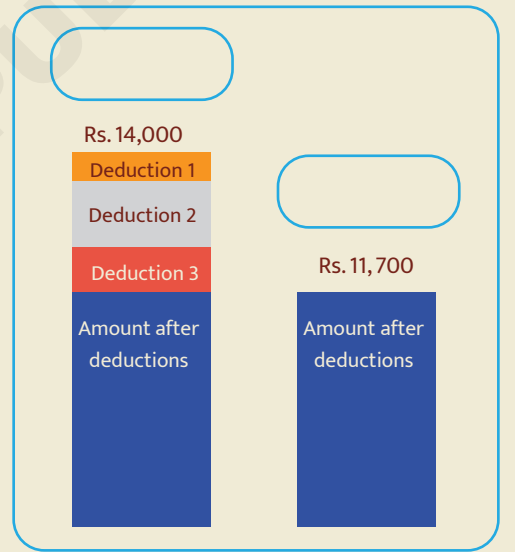 Rs. 14,000
Deduction 1
Deduction 2
Deduction 3
Amount after
deductions
Rs. 11,700
Amount after
deductions